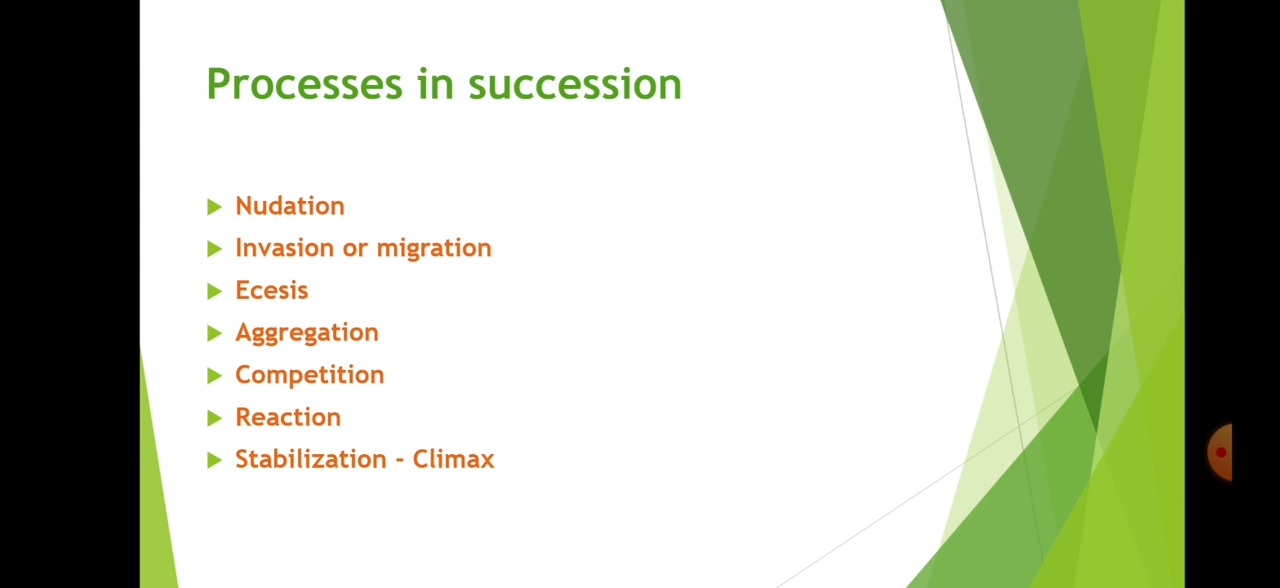 Processes in succession
Nudation
Invasion or migration
Ecesis
Aggregation
Competition
Reaction
Stabilization - Climax